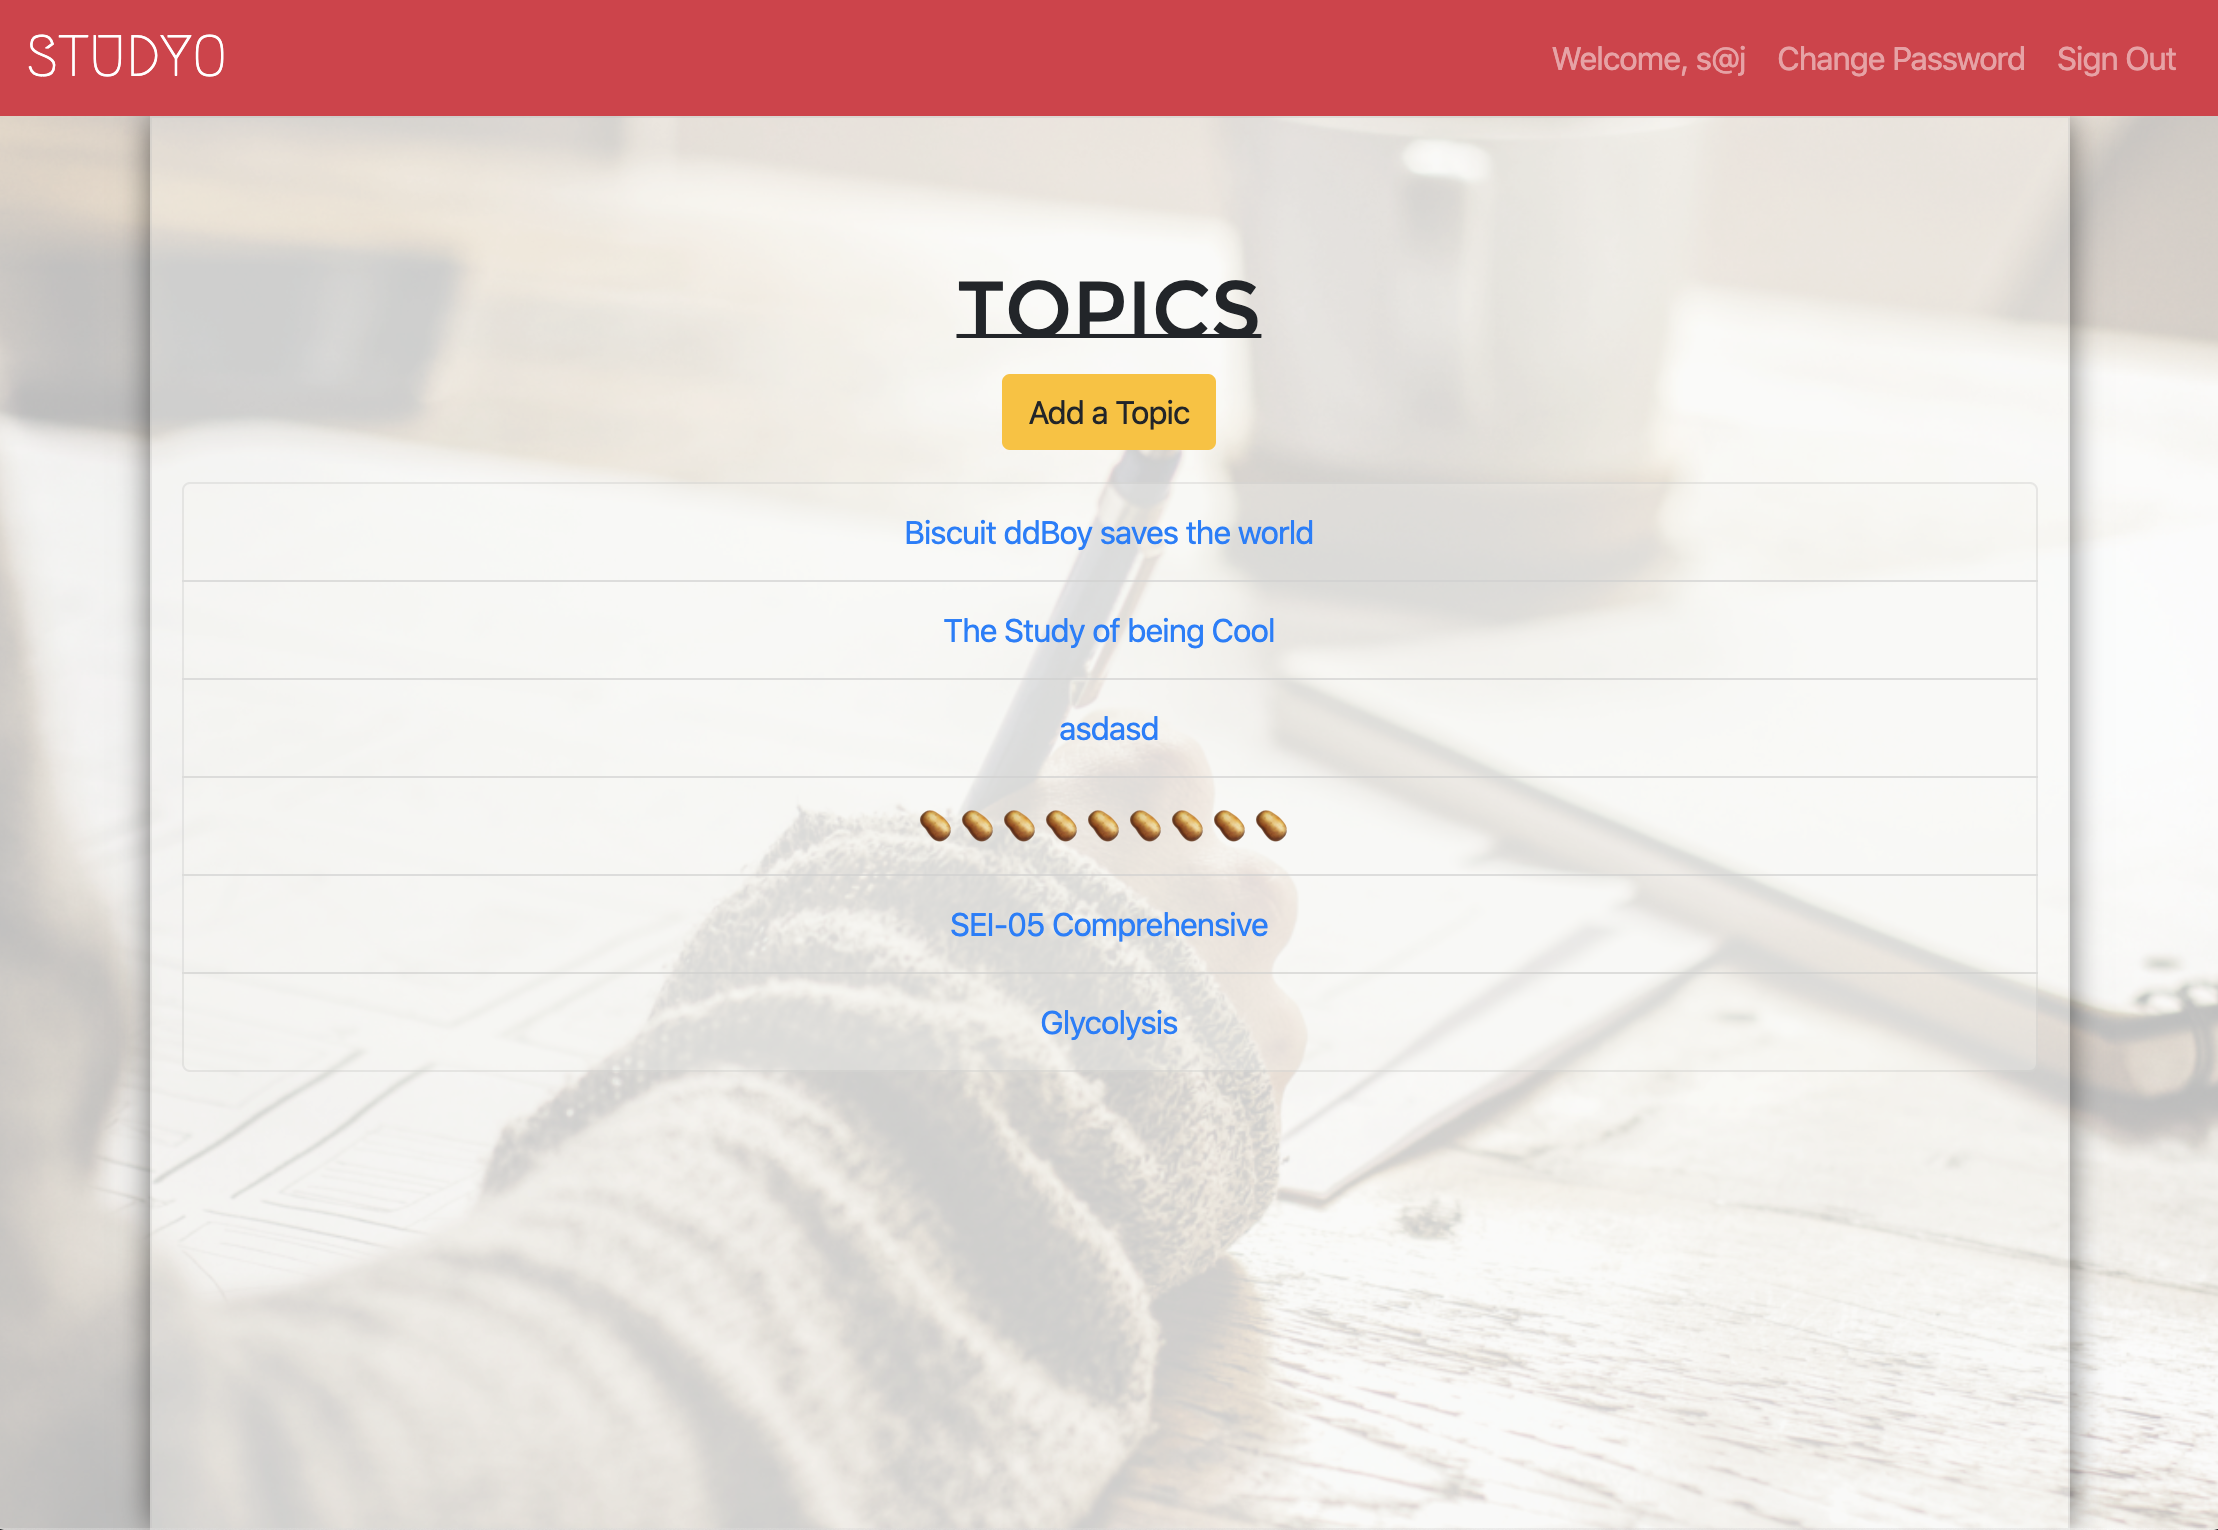 STUDYO
Welcome, s@j Change Password Sign Out
TOPICS
Add a Topic
Biscuit ddBoy saves the world
The Study of being Cool
asdasd
🥔🥔🥔🥔🥔🥔🥔🥔🥔
SEI-05 Comprehensive
Glycolysis